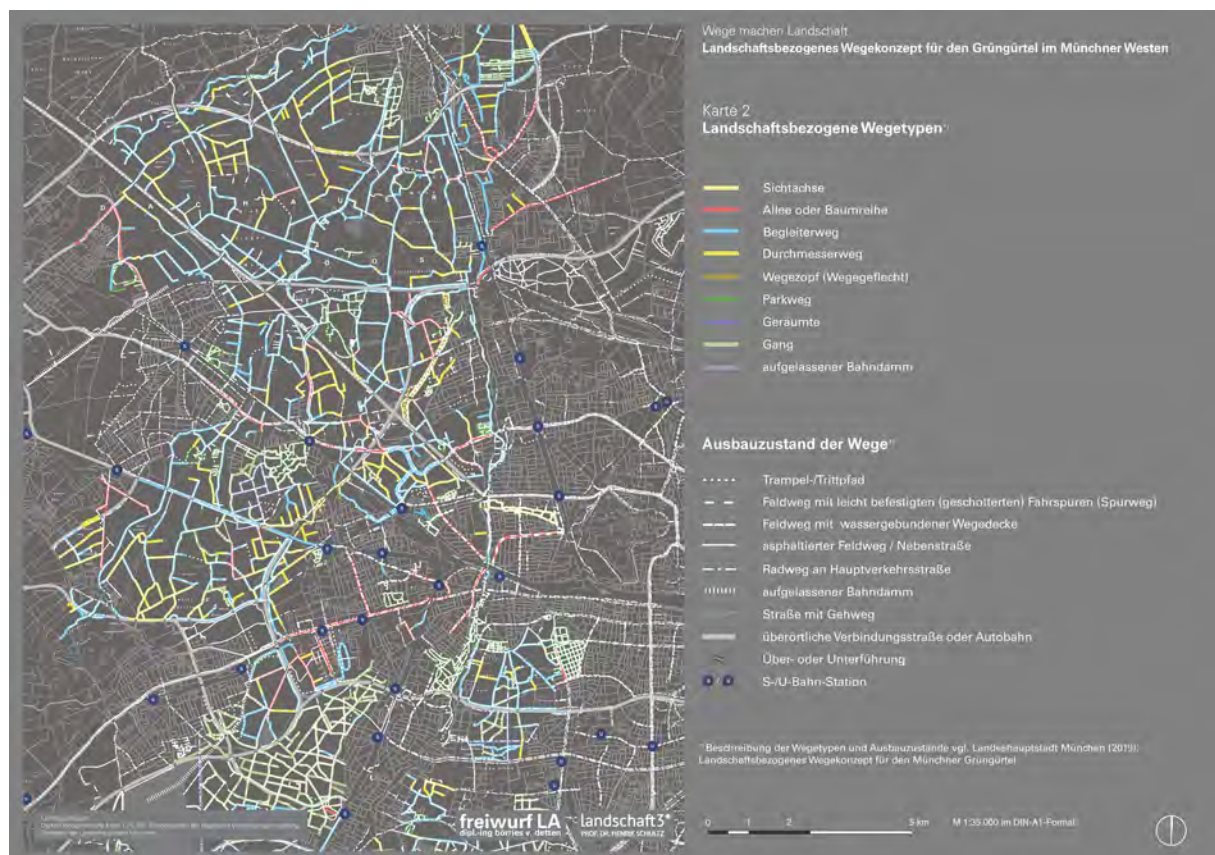 Wege machen Landschaft
Landschaftsbezogenes Wegekonzept für den Grüngürtel im Münchner Westen
Karte 2
Landschaftsbezogene Wegetypen*⁾
Sichtachse
Allee oder Baumreihe
Begleiterweg
Durchmesserweg
Wegezopf (Wegegeflecht)
Parkweg
Geräumte
Gang
aufgelassener Bahndamm
Ausbauzustand der Wege*⁾
Trampel-/Trittpfad
Feldweg mit leicht befestigten (geschotterten) Fahrspuren (Spurweg)
Feldweg mit wassergebundener Wegedecke
asphaltierter Feldweg / Nebenstraße
Radweg an Hauptverkehrsstraße
aufgelassener Bahndamm
Straße mit Gehweg
überörtliche Verbindungsstraße oder Autobahn
Über- oder Unterführung
S-/U-Bahn-Station
*⁾ Beschreibung der Wegetypen und Ausbauzustände vgl. Landeshauptstadt München (2019):
Landschaftsbezogenes Wegekonzept für den Münchner Grüngürtel
D A C H A U E R
M O O S
freiwurf LA
dipl.-ing börries v. detten
landschaft3*
PROF. DR. HENRIK SCHULTZ
0 1 2 5 km M 1:35.000 im DIN-A1-Format